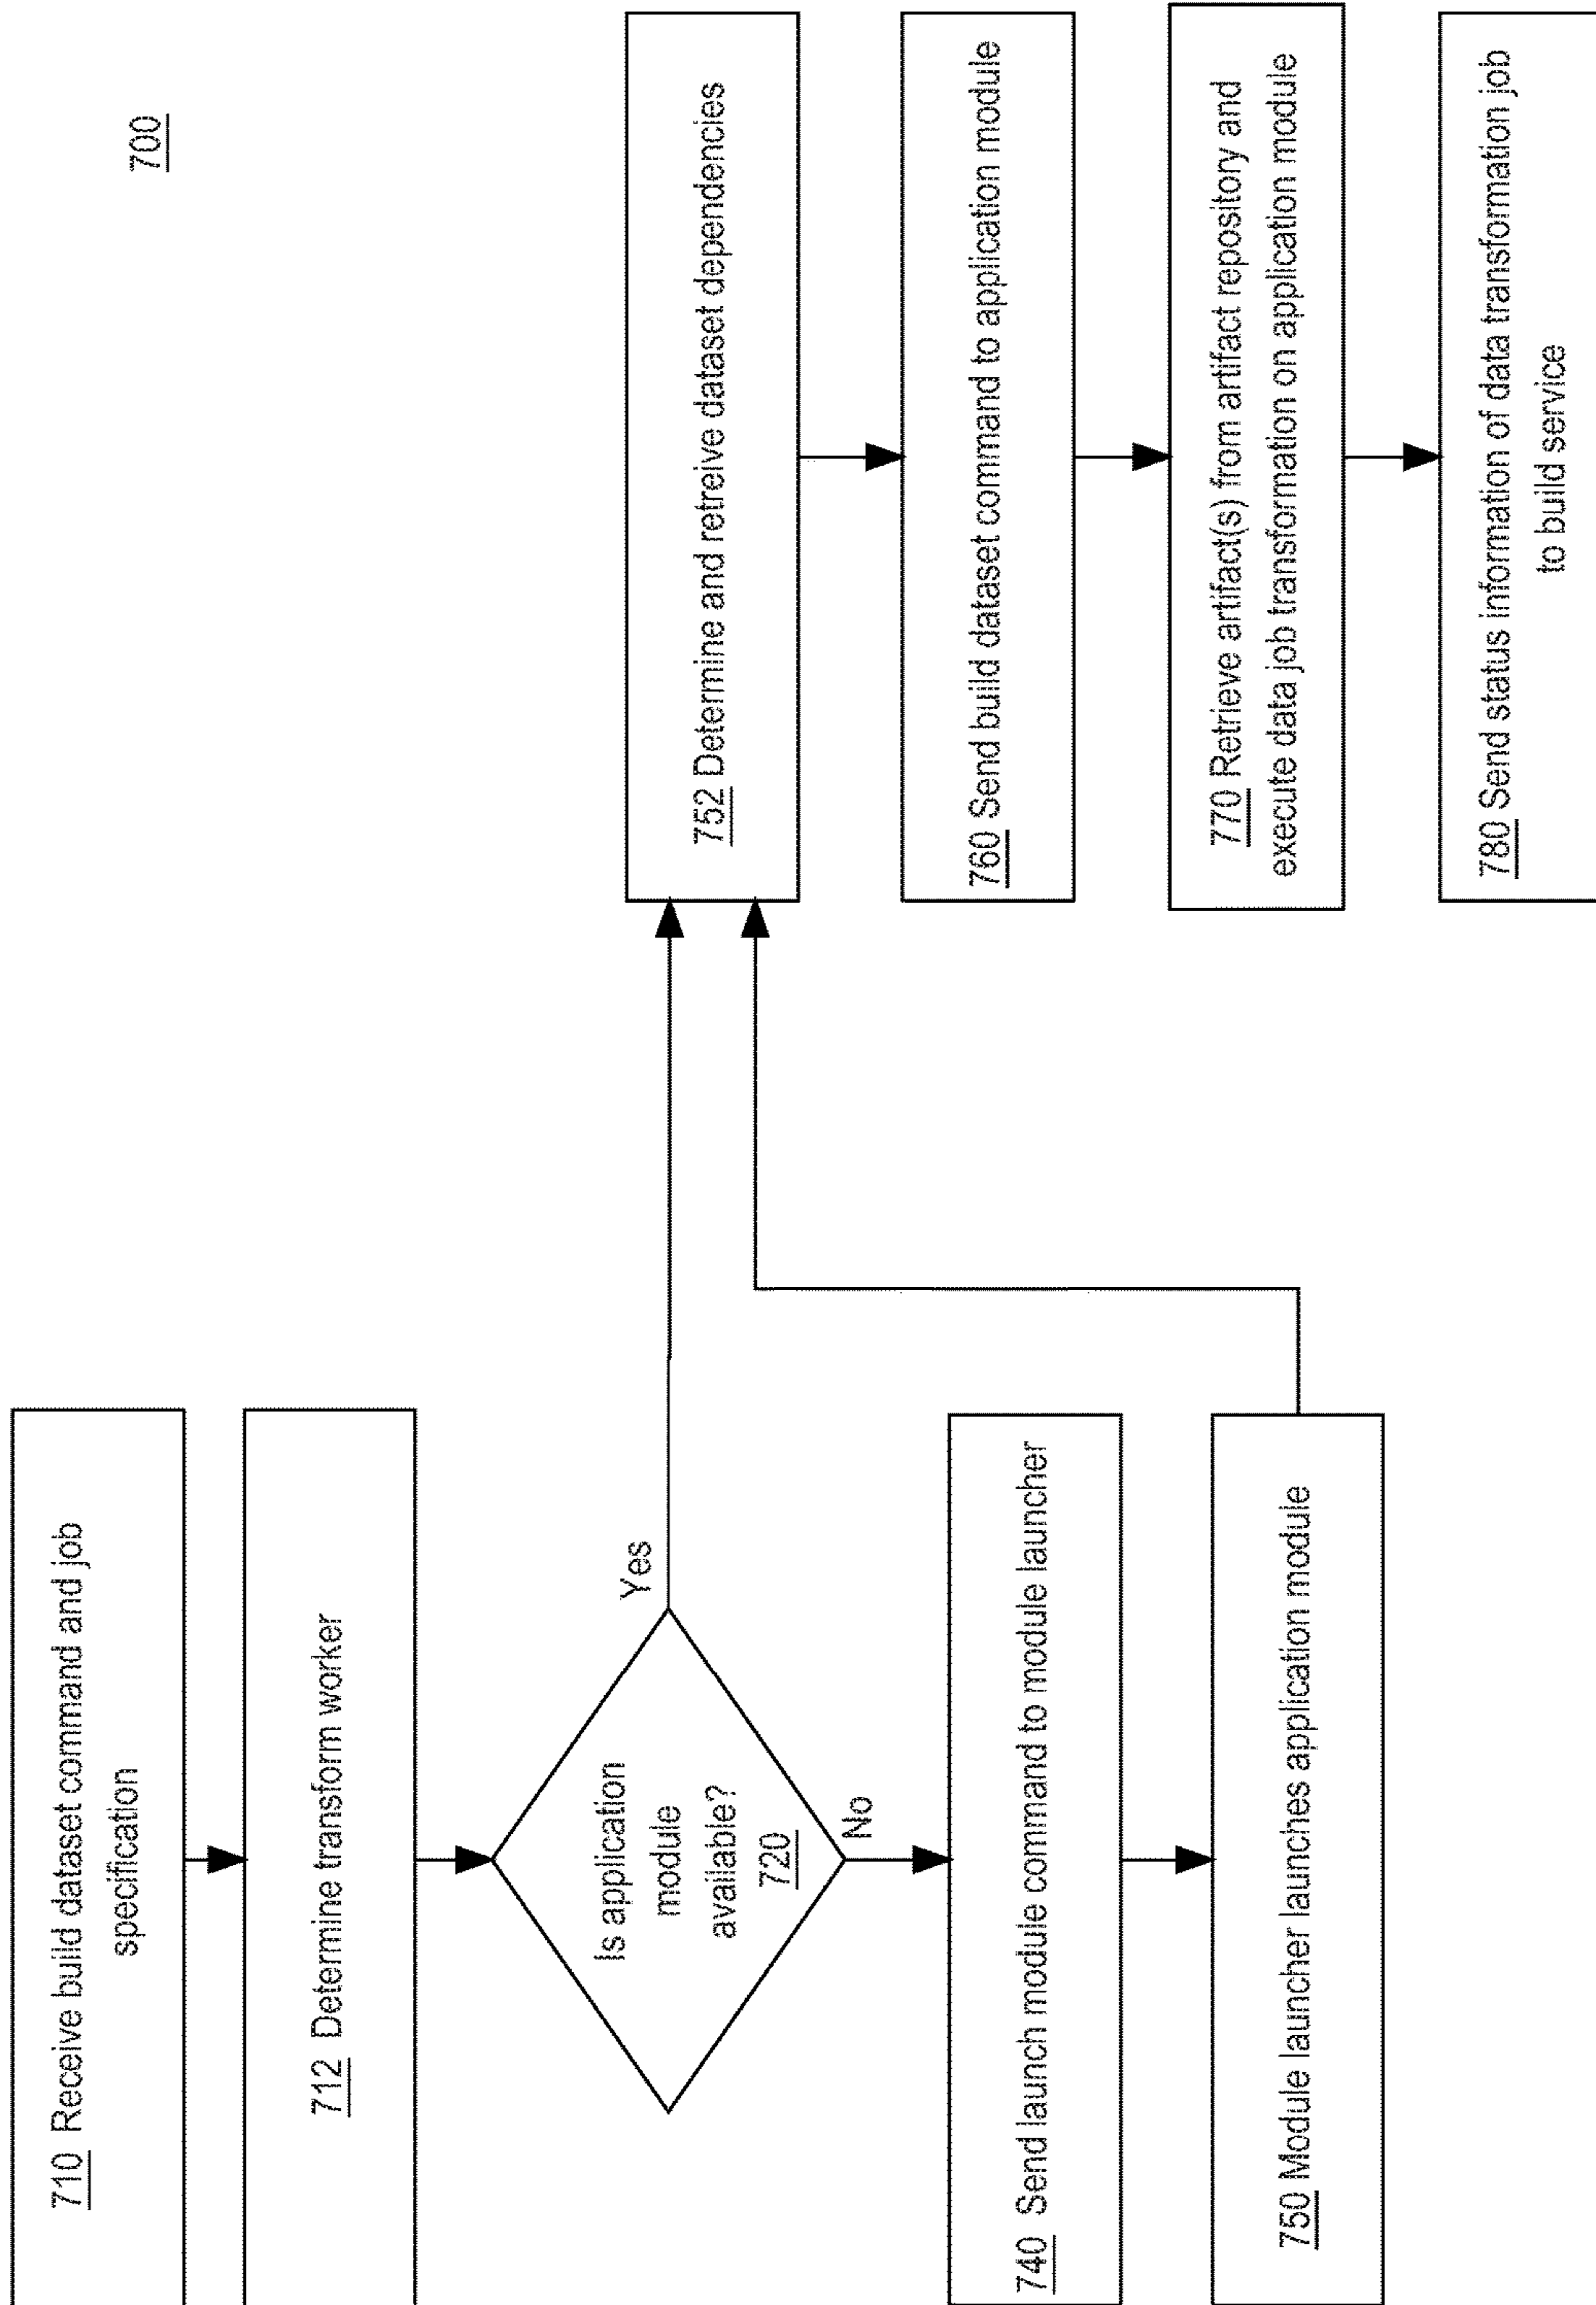 700
710 Receive build dataset command and job
specification
712 Determine transform worker
Is application
module
available?
720
Yes
No
740 Send launch module command to module launcher
750 Module launcher launches application module
752 Determine and retreive dataset dependencies
760 Send build dataset command to application module
770 Retrieve artifact(s) from artifact repository and
execute data job transformation on application module
780 Send status information of data transformation job
to build service